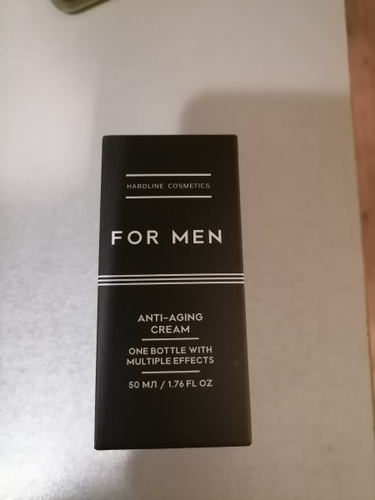 HARDLINE COSMETICS
FOR MEN
ANTI-AGING
CREAM
ONE BOTTLE WITH
MULTIPLE EFFECTS
50 МЛ / 1.76 FL OZ